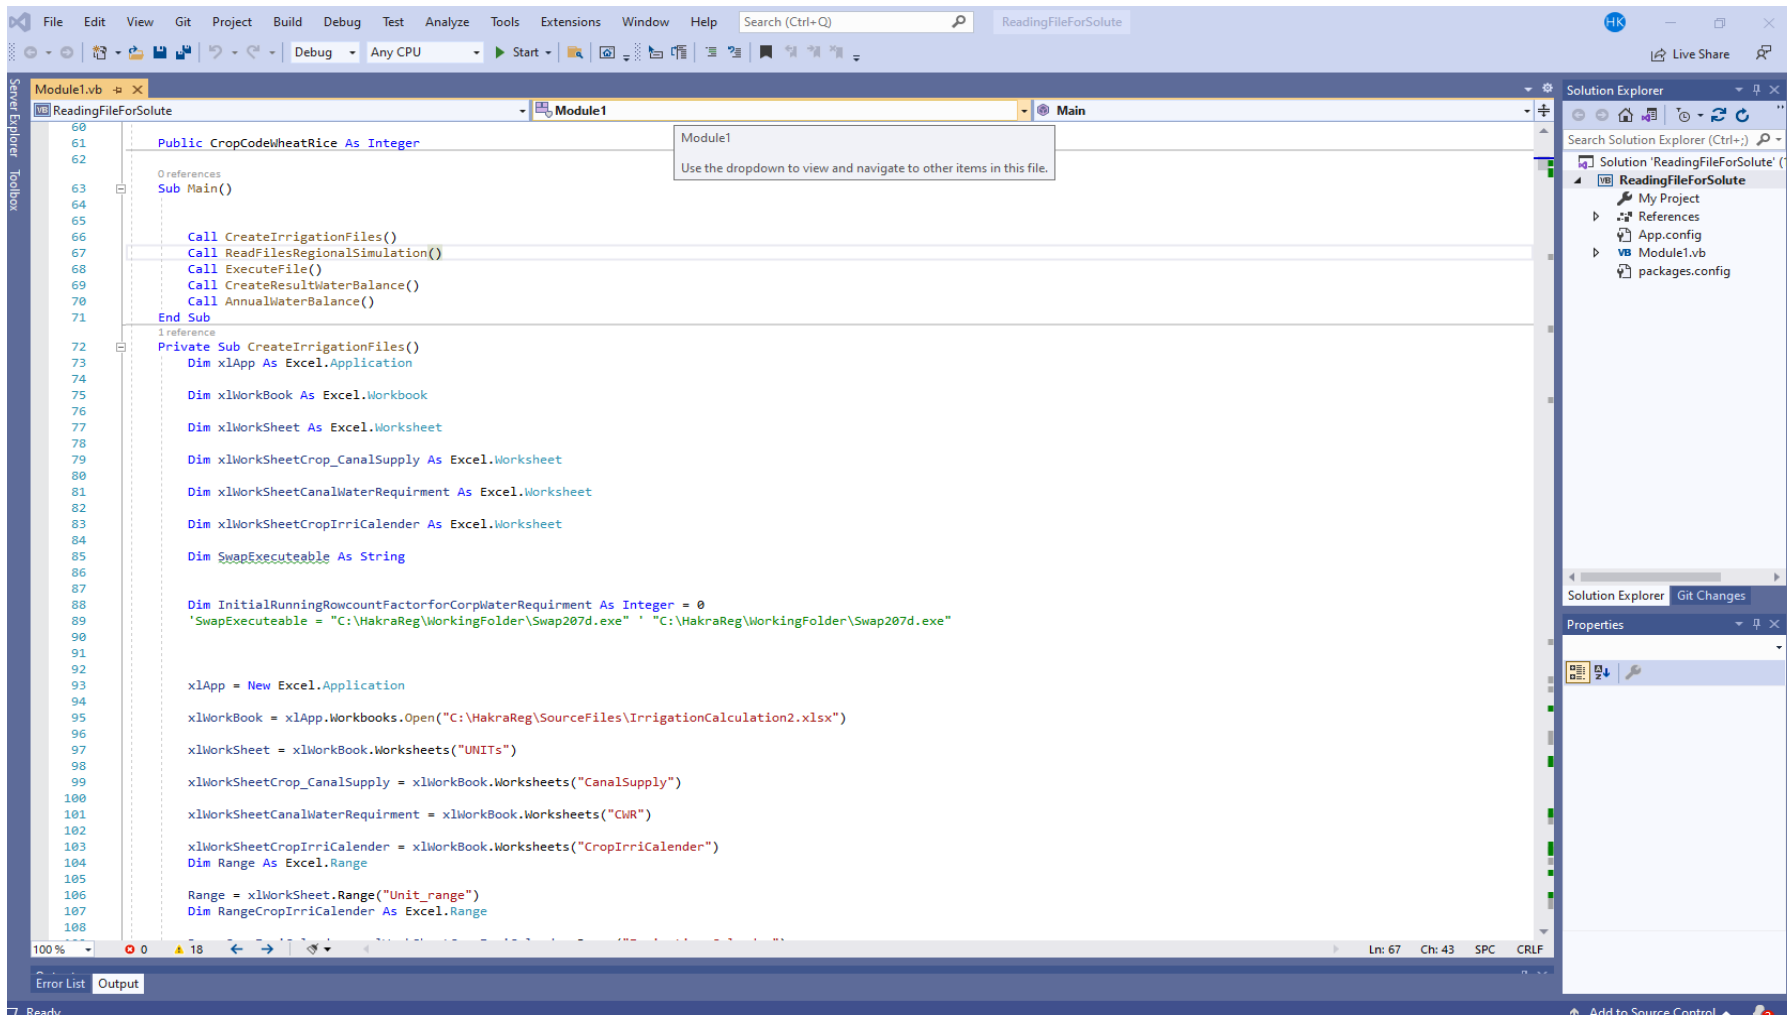 File Edit View Git Project Build Debug Test Analyze Tools Extensions Window Help Search (Ctrl+Q) ReadingFileForSolute HK
Debug Any CPU Start Live Share
Server Explorer
Toolbox
Module1.vb
ReadingFileForSolute Module1 Main
Module1
Use the dropdown to view and navigate to other items in this file.
60
61 Public CropCodeWheatRice As Integer
62
0 references
63 Sub Main()
64
65
66 Call CreateIrrigationFiles()
67 Call ReadFilesRegionalSimulation()
68 Call ExecuteFile()
69 Call CreateResultWaterBalance()
70 Call AnnualWaterBalance()
71 End Sub
1 reference
72 Private Sub CreateIrrigationFiles()
73 Dim xlApp As Excel.Application
74
75 Dim xlWorkBook As Excel.Workbook
76
77 Dim xlWorkSheet As Excel.Worksheet
78
79 Dim xlWorkSheetCrop_CanalSupply As Excel.Worksheet
80
81 Dim xlWorkSheetCanalWaterRequirment As Excel.Worksheet
82
83 Dim xlWorkSheetCropIrriCalender As Excel.Worksheet
84
85 Dim SwapExecuteable As String
86
87
88 Dim InitialRunningRowcountFactorforCorpWaterRequirment As Integer = 0
89 'SwapExecuteable = "C:\HakraReg\WorkingFolder\Swap207d.exe" ' "C:\HakraReg\WorkingFolder\Swap207d.exe"
90
91
92
93 xlApp = New Excel.Application
94
95 xlWorkBook = xlApp.Workbooks.Open("C:\HakraReg\SourceFiles\IrrigationCalculation2.xlsx")
96
97 xlWorkSheet = xlWorkBook.Worksheets("UNITs")
98
99 xlWorkSheetCrop_CanalSupply = xlWorkBook.Worksheets("CanalSupply")
100
101 xlWorkSheetCanalWaterRequirment = xlWorkBook.Worksheets("CWR")
102
103 xlWorkSheetCropIrriCalender = xlWorkBook.Worksheets("CropIrriCalender")
104 Dim Range As Excel.Range
105
106 Range = xlWorkSheet.Range("Unit_range")
107 Dim RangeCropIrriCalender As Excel.Range
108
100 % 0 18 Ln: 67 Ch: 43 SPC CRLF
Error List Output
Ready
Solution Explorer
Search Solution Explorer (Ctrl+;)
Solution 'ReadingFileForSolute' (
ReadingFileForSolute
My Project
References
App.config
Module1.vb
packages.config
Solution Explorer Git Changes
Properties
Add to Source Control